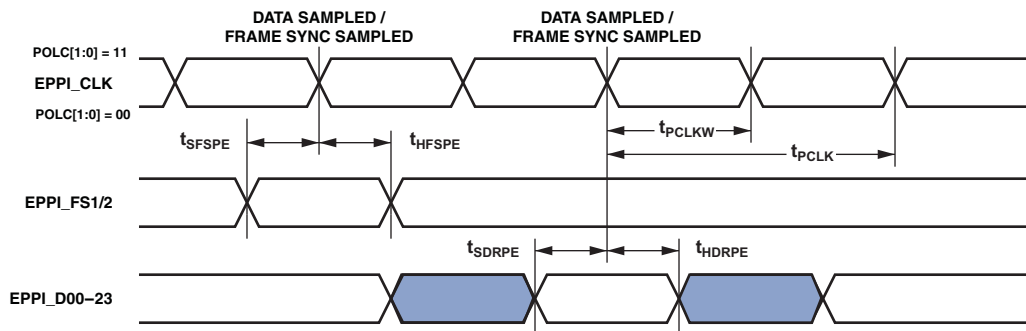 DATA SAMPLED /
FRAME SYNC SAMPLED
DATA SAMPLED /
FRAME SYNC SAMPLED
POLC[1:0] = 11
EPPI_CLK
POLC[1:0] = 00
tSFSPE
tHFSPE
tPCLKW
tPCLK
EPPI_FS1/2
tSDRPE
tHDRPE
EPPI_D00–23